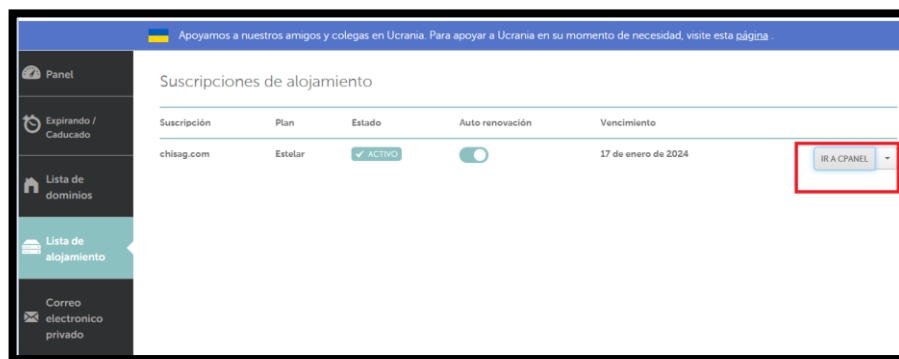 Apoyamos a nuestros amigos y colegas en Ucrania. Para apoyar a Ucrania en su momento de necesidad, visite esta página .
Panel
Expirando /
Caducado
Lista de
dominios
Lista de
alojamiento
Correo
electronico
privado
Suscripciones de alojamiento
Suscripción Plan Estado Auto renovación Vencimiento
chisag.com Estelar ACTIVO 17 de enero de 2024 IR A CPANEL